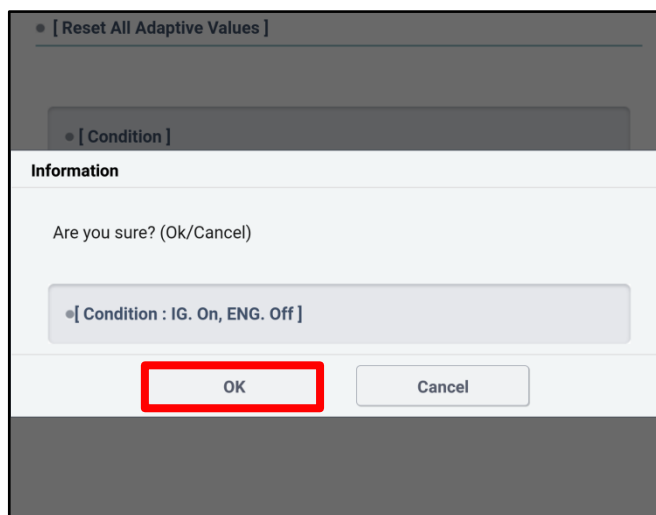 [ Reset All Adaptive Values ]
[ Condition ]
Information
Are you sure? (Ok/Cancel)
[ Condition : IG. On, ENG. Off ]
OK Cancel